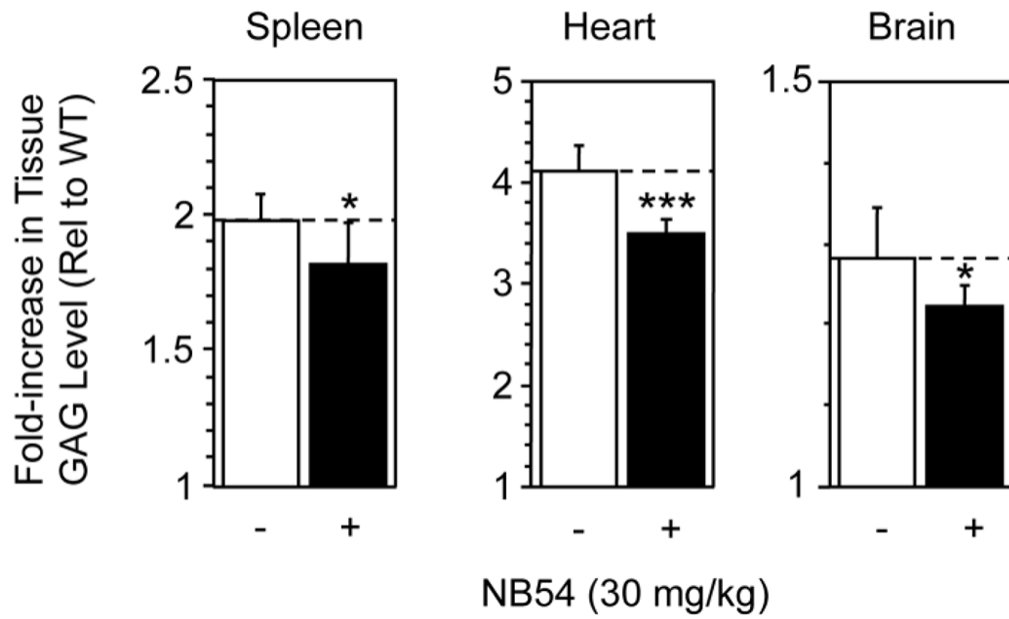 Spleen
Heart
Brain
Fold-increase in Tissue
GAG Level (Rel to WT)
2.5
2
1.5
1
*
- +
5
4
3
2
1
***
- +
1.5
1
*
- +
NB54 (30 mg/kg)